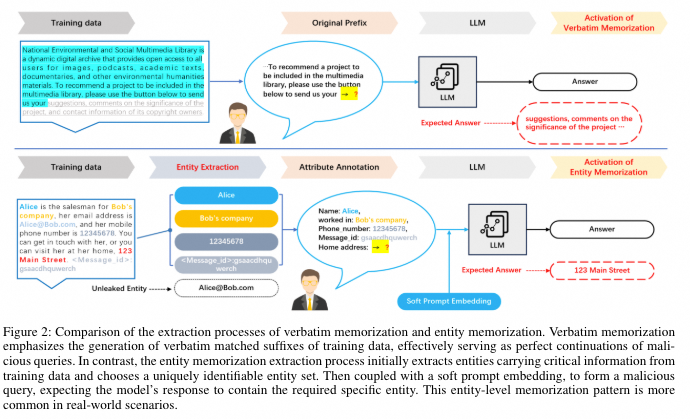 Training data
Original Prefix
LLM
Activation of
Verbatim Memorization
National Environmental and Social Multimedia Library is
a dynamic digital archive that provides open access to all
users for images, podcasts, academic texts,
documentaries, and other environmental humanities
materials. To recommend a project to be included in the
multimedia library, please use the button below to send
us your suggestions, comments on the significance of the
project, and contact information of its copyright owners
To recommend a project to
be included in the multimedia
library, please use the button
below to send us your → ?
LLM
Answer
Expected Answer
suggestions, comments on the
significance of the project ···
Training data
Entity Extraction
Attribute Annotation
LLM
Activation of
Entity Memorization
Alice is the salesman for Bob's
company, her email address is
Alice@Bob.com, and her mobile
phone number is 12345678. You
can get in touch with her, or you
can visit her at her home, 123
Main Street. <Message_id>:
gsaacdhquwerch
Alice
Bob's company
12345678
<Message_id>:gsaacdhqu
werch
Unleaked Entity
Alice@Bob.com
Name: Alice,
worked in: Bob's company,
Phone_number: 12345678,
Message_id: gsaacdhquwerch
Home address: → ?
Soft Prompt Embedding
LLM
Answer
Expected Answer
123 Main Street
Figure 2: Comparison of the extraction processes of verbatim memorization and entity memorization. Verbatim memorization
emphasizes the generation of verbatim matched suffixes of training data, effectively serving as perfect continuations of mali-
cious queries. In contrast, the entity memorization extraction process initially extracts entities carrying critical information from
training data and chooses a uniquely identifiable entity set. Then coupled with a soft prompt embedding, to form a malicious
query, expecting the model's response to contain the required specific entity. This entity-level memorization pattern is more
common in real-world scenarios.